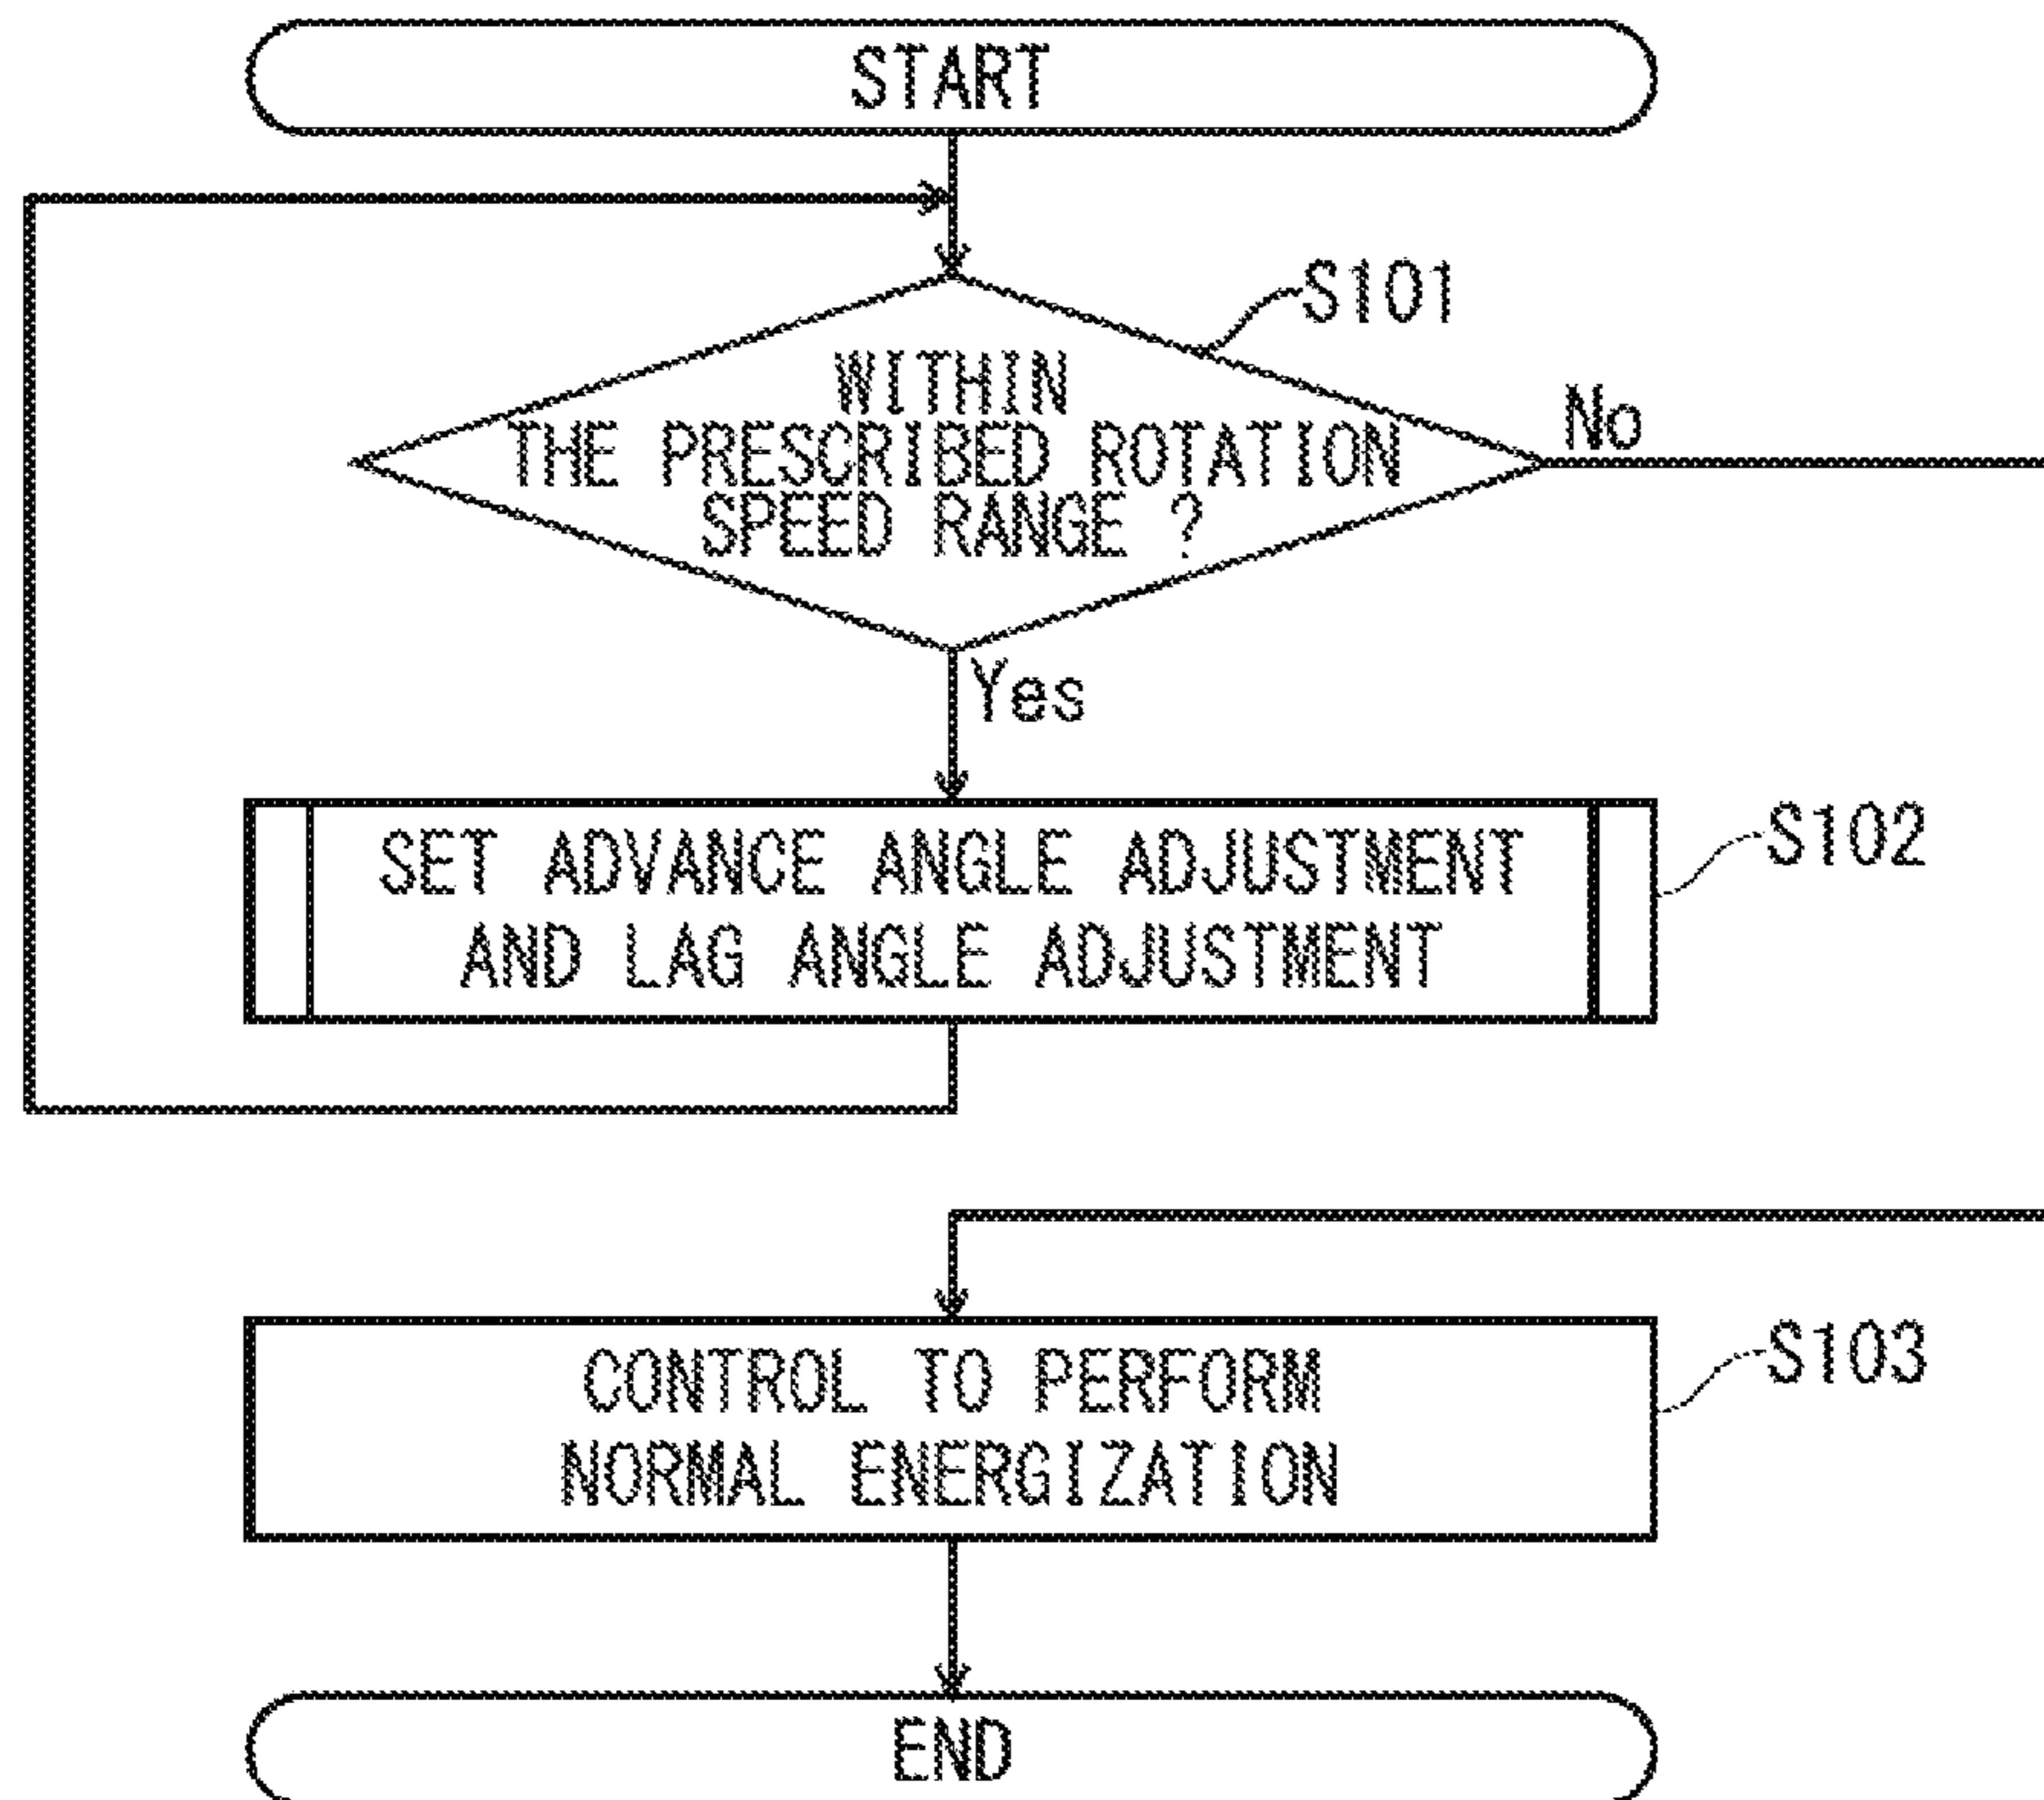 START
S101
WITHIN
THE PRESCRIBED ROTATION
SPEED RANGE ?
No
Yes
SET ADVANCE ANGLE ADJUSTMENT
AND LAG ANGLE ADJUSTMENT
S102
CONTROL TO PERFORM
NORMAL ENERGIZATION
S103
END